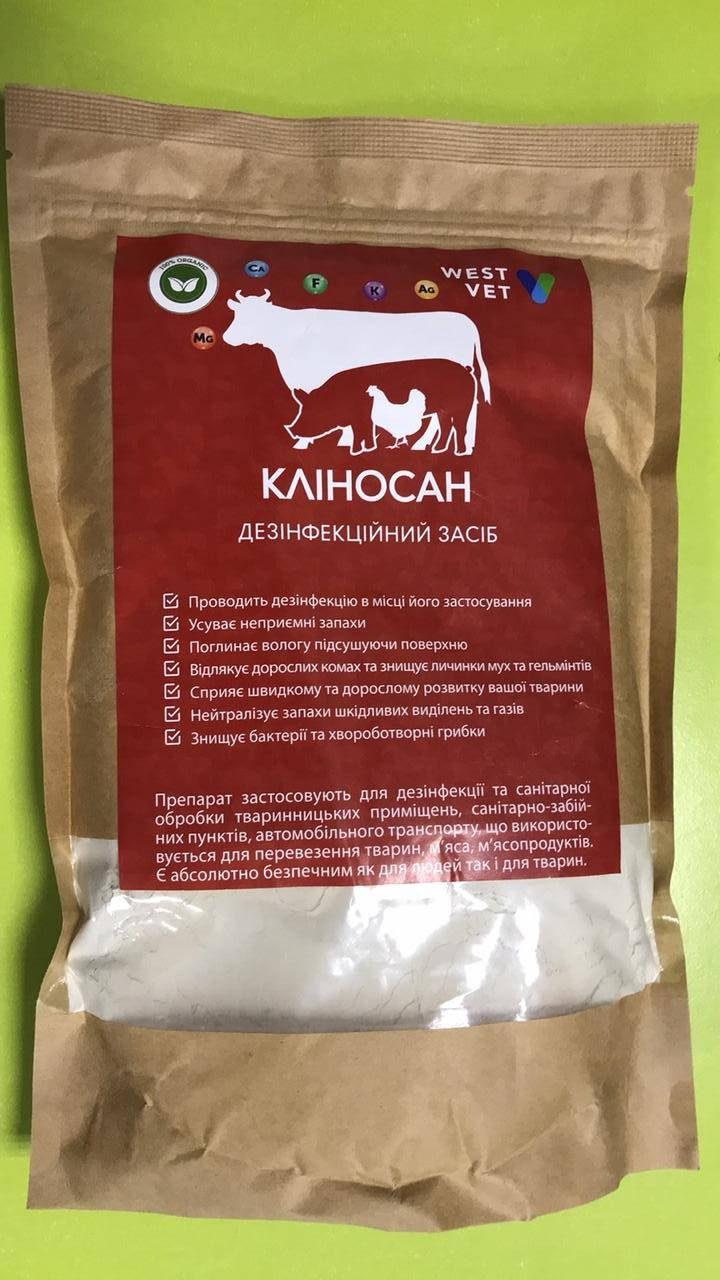 100% ORGANIC
CA
F
K
AG
WEST
VET
MG
КЛІНОСАН
ДЕЗІНФЕКЦІЙНИЙ ЗАСІБ
Проводить дезінфекцію в місці його застосування
Усуває неприємні запахи
Поглинає вологу підсушуючи поверхню
Відлякує дорослих комах та знищує личинки мух та гельмінтів
Сприяє швидкому та дорослому розвитку вашої тварини
Нейтралізує запахи шкідливих виділень та газів
Знищує бактерії та хвороботворні грибки
Препарат застосовують для дезінфекції та санітарної
обробки тваринницьких приміщень, санітарно-забій-
них пунктів, автомобільного транспорту, що використо-
вується для перевезення тварин, м'яса, м'ясопродуктів.
Є абсолютно безпечним як для людей так і для тварин.